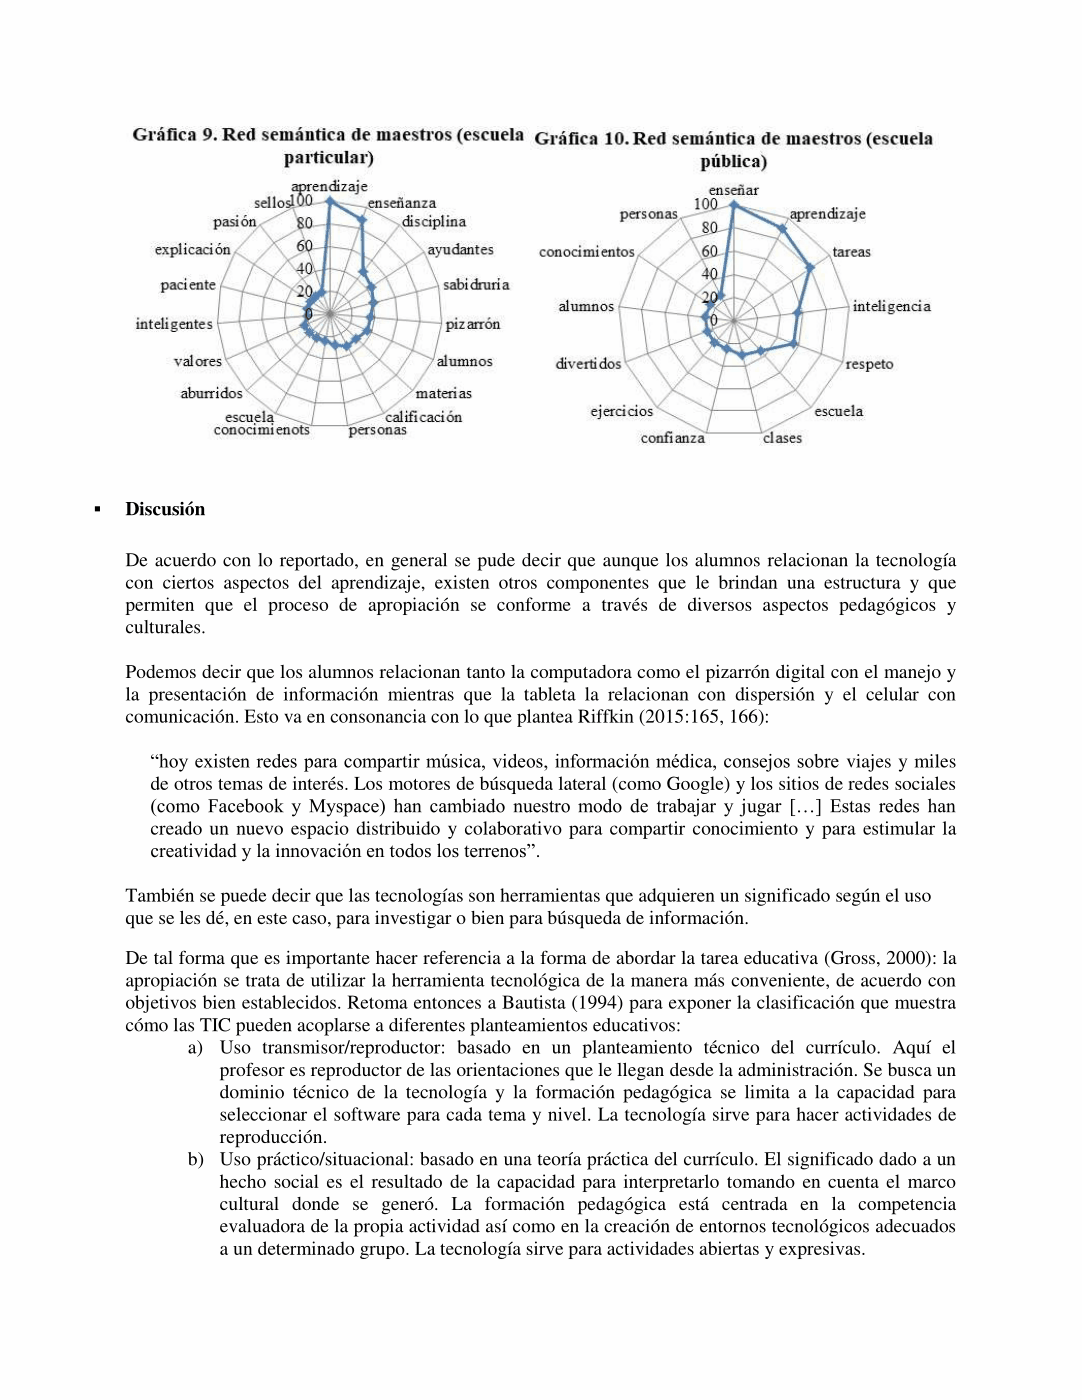 Gráfica 9. Red semántica de maestros (escuela
particular)
aprendizaje
enseñanza
disciplina
ayudantes
sabidruria
pizarrón
alumnos
materias
calificación
personas
conocimienots
escuela
aburridos
valores
inteligentes
paciente
explicación
pasión
sellos
100
80
60
40
20
0
Gráfica 10. Red semántica de maestros (escuela
pública)
enseñar
aprendizaje
tareas
inteligencia
respeto
escuela
clases
confianza
ejercicios
divertidos
alumnos
conocimientos
personas
100
80
60
40
20
0
▪ Discusión
De acuerdo con lo reportado, en general se pude decir que aunque los alumnos relacionan la tecnología
con ciertos aspectos del aprendizaje, existen otros componentes que le brindan una estructura y que
permiten que el proceso de apropiación se conforme a través de diversos aspectos pedagógicos y
culturales.
Podemos decir que los alumnos relacionan tanto la computadora como el pizarrón digital con el manejo y
la presentación de información mientras que la tableta la relacionan con dispersión y el celular con
comunicación. Esto va en consonancia con lo que plantea Riffkin (2015:165, 166):
“hoy existen redes para compartir música, videos, información médica, consejos sobre viajes y miles
de otros temas de interés. Los motores de búsqueda lateral (como Google) y los sitios de redes sociales
(como Facebook y Myspace) han cambiado nuestro modo de trabajar y jugar […] Estas redes han
creado un nuevo espacio distribuido y colaborativo para compartir conocimiento y para estimular la
creatividad y la innovación en todos los terrenos”.
También se puede decir que las tecnologías son herramientas que adquieren un significado según el uso
que se les dé, en este caso, para investigar o bien para búsqueda de información.
De tal forma que es importante hacer referencia a la forma de abordar la tarea educativa (Gross, 2000): la
apropiación se trata de utilizar la herramienta tecnológica de la manera más conveniente, de acuerdo con
objetivos bien establecidos. Retoma entonces a Bautista (1994) para exponer la clasificación que muestra
cómo las TIC pueden acoplarse a diferentes planteamientos educativos:
a) Uso transmisor/reproductor: basado en un planteamiento técnico del currículo. Aquí el
profesor es reproductor de las orientaciones que le llegan desde la administración. Se busca un
dominio técnico de la tecnología y la formación pedagógica se limita a la capacidad para
seleccionar el software para cada tema y nivel. La tecnología sirve para hacer actividades de
reproducción.
b) Uso práctico/situacional: basado en una teoría práctica del currículo. El significado dado a un
hecho social es el resultado de la capacidad para interpretarlo tomando en cuenta el marco
cultural donde se generó. La formación pedagógica está centrada en la competencia
evaluadora de la propia actividad así como en la creación de entornos tecnológicos adecuados
a un determinado grupo. La tecnología sirve para actividades abiertas y expresivas.